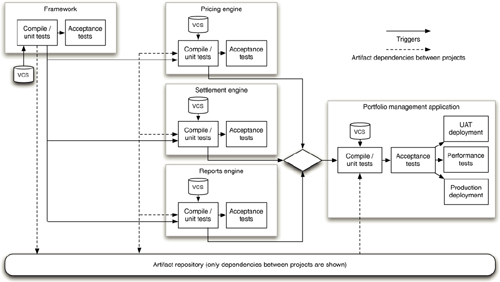 Framework
Compile /
unit tests
Acceptance
tests
VCS
Pricing engine
VCS
Compile /
unit tests
Acceptance
tests
Settlement engine
VCS
Compile /
unit tests
Acceptance
tests
Reports engine
VCS
Compile /
unit tests
Acceptance
tests
Triggers
Artifact dependencies between projects
Portfolio management application
VCS
Compile /
unit tests
Acceptance
tests
UAT
deployment
Performance
tests
Production
deployment
Artifact repository (only dependencies between projects are shown)